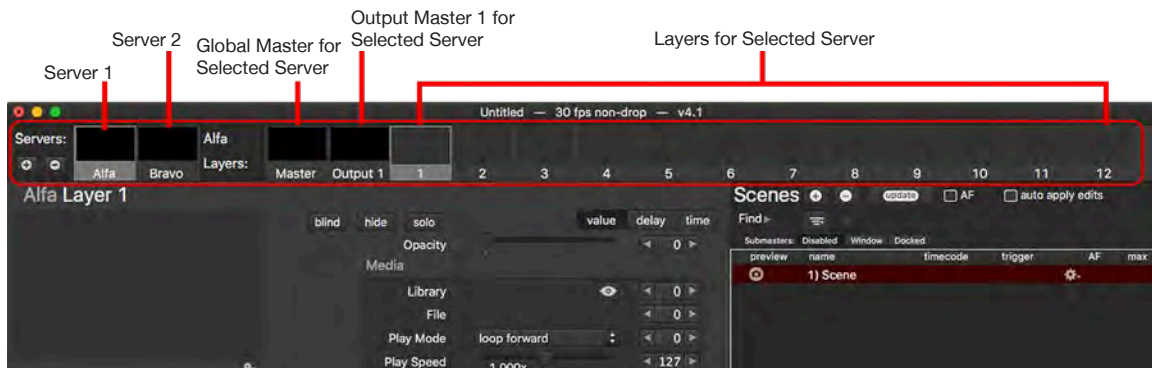 Output Master 1 for
Selected Server
Server 2
Global Master for
Selected Server
Layers for Selected Server
Server 1
Untitled — 30 fps non-drop — v4.1
Servers:
Alfa
Bravo
Alfa
Layers:
Master
Output 1
1 2 3 4 5 6 7 8 9 10 11 12
Alfa Layer 1
blind hide solo value delay time
Opacity 0
Media
Library 0
File 0
Play Mode loop forward 0
Play Speed 1.000x 127
Scenes update AF auto apply edits
Find
Submasters: Disabled Window Docked
preview name timecode trigger AF max
1) Scene